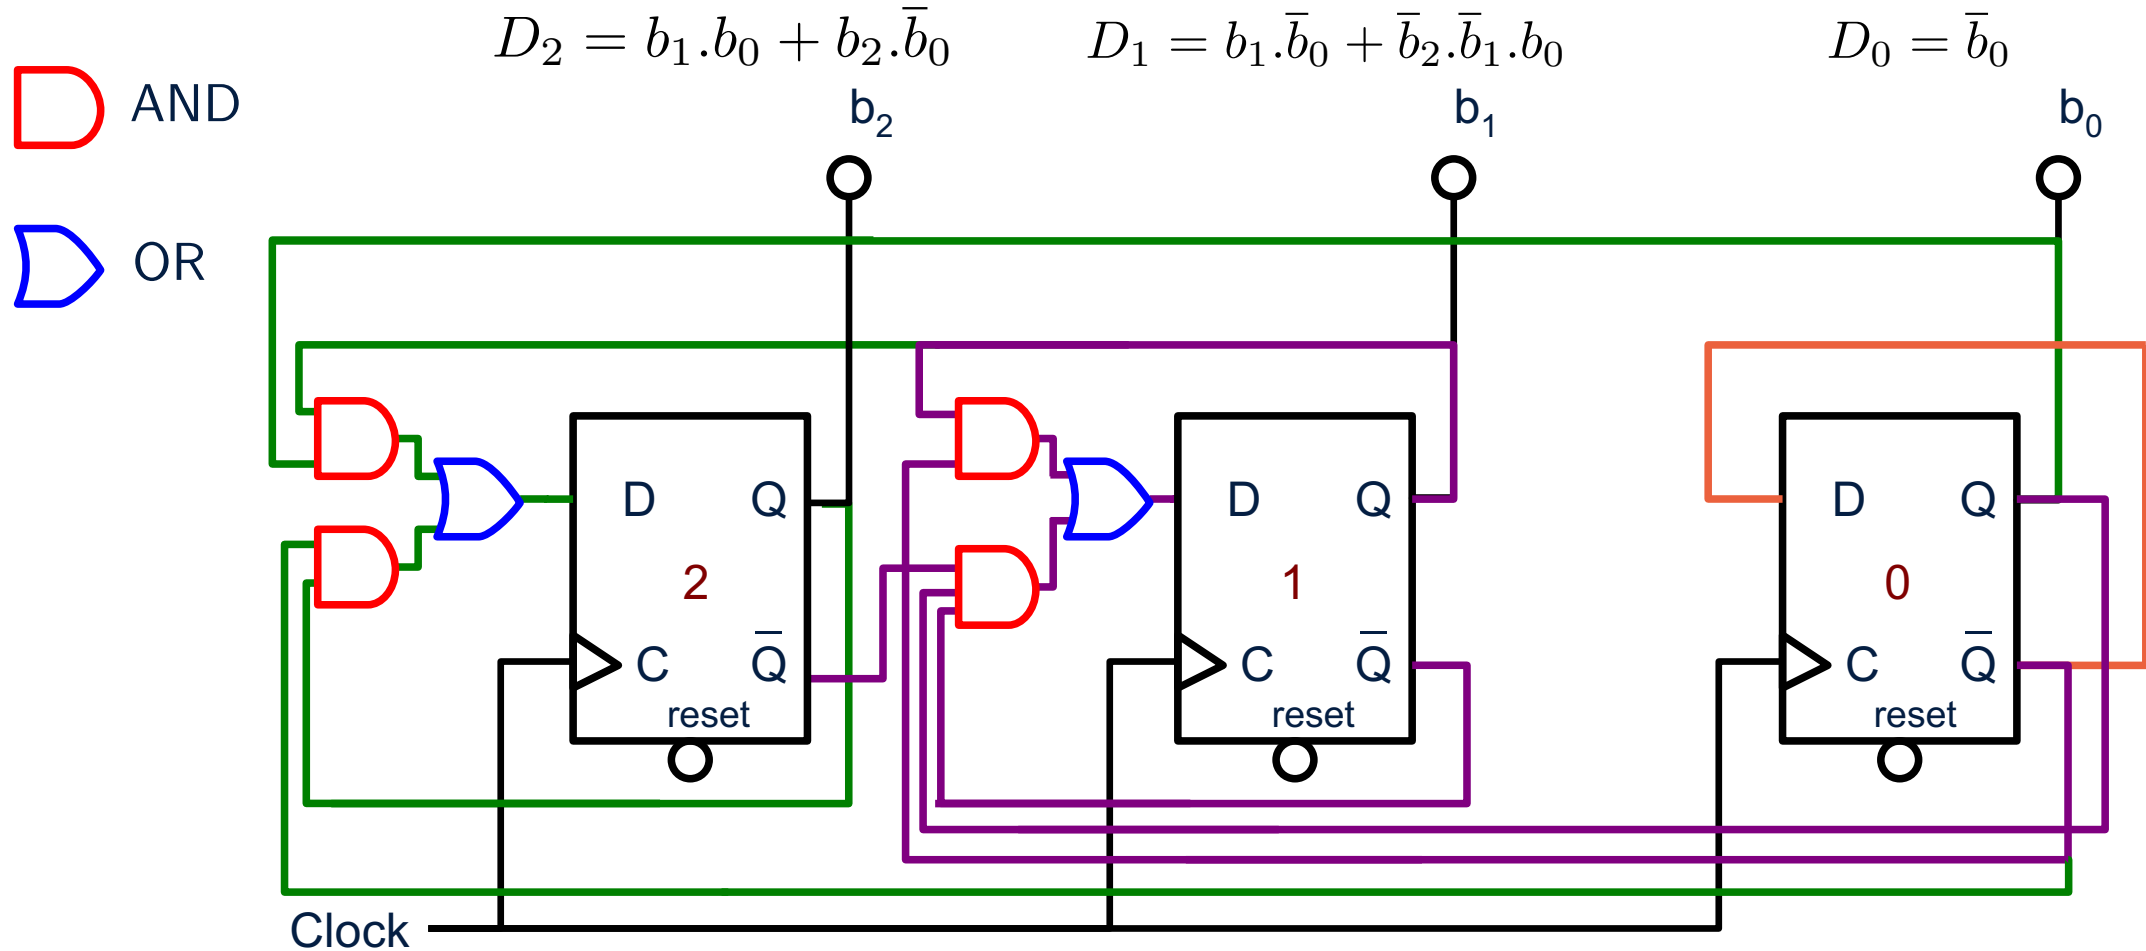 D₂ = b₁.b₀ + b₂.b̅₀
D₁ = b₁.b̅₀ + b̅₂.b̅₁.b₀
D₀ = b̅₀
AND
b₂
b₁
b₀
OR
D Q
2
C Q̅
reset
D Q
1
C Q̅
reset
D Q
0
C Q̅
reset
Clock